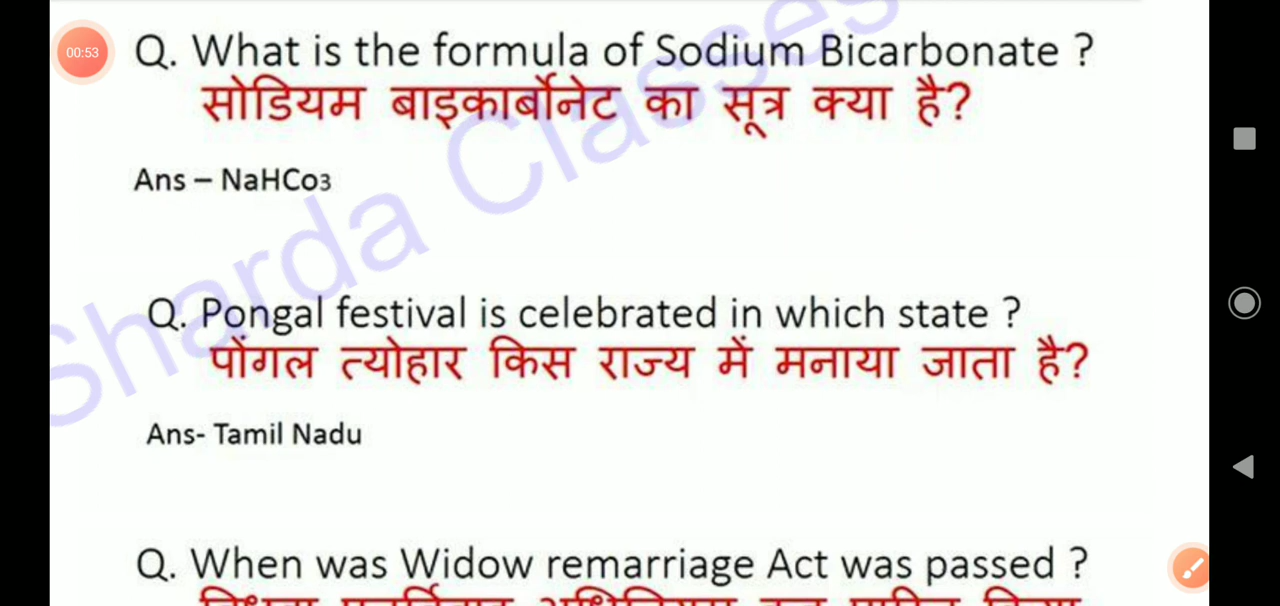 00:53
Q. What is the formula of Sodium Bicarbonate ?
सोडियम बाइकार्बोनेट का सूत्र क्या है?
Ans – NaHCo3
Sharda Classes
Q. Pongal festival is celebrated in which state ?
पोंगल त्योहार किस राज्य में मनाया जाता है?
Ans- Tamil Nadu
Q. When was Widow remarriage Act was passed ?